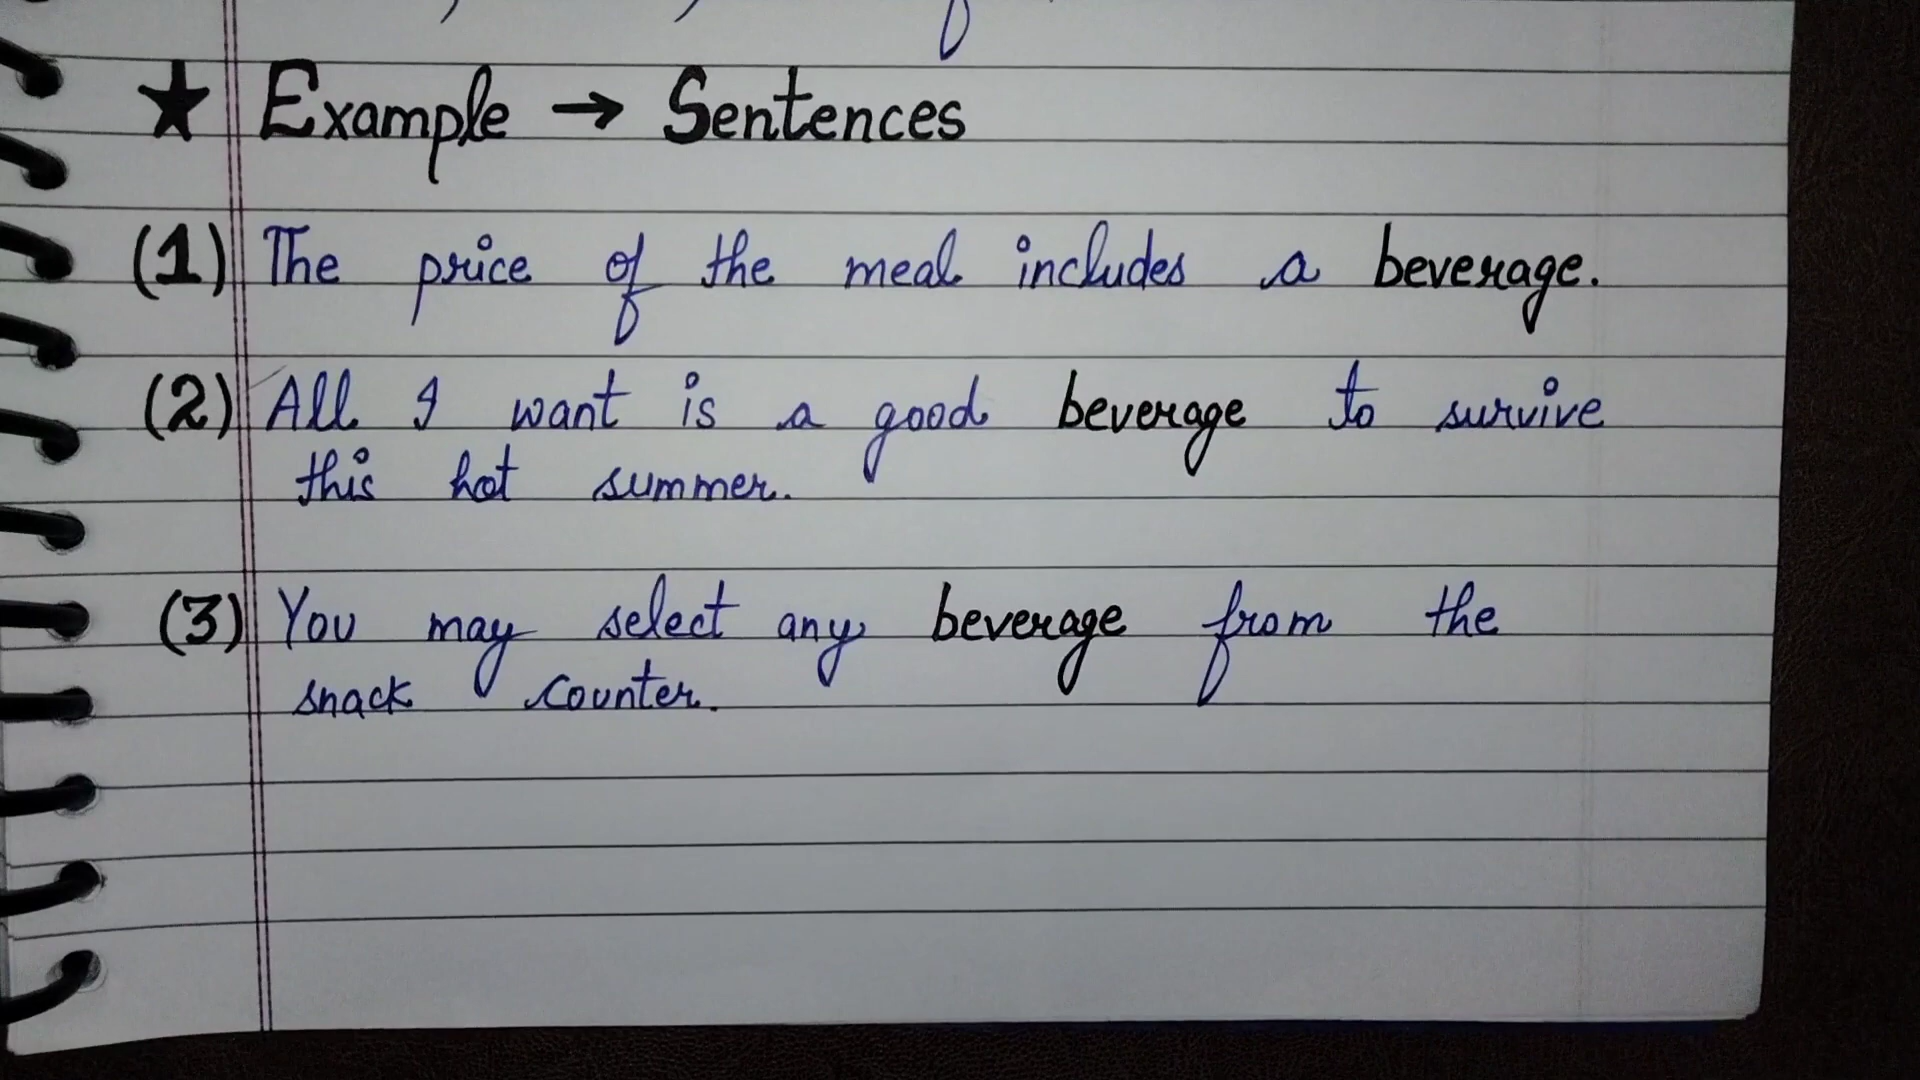 ★ Example → Sentences
(1) The price of the meal includes a beverage.
(2) All I want is a good beverage to survive
this hot summer.
(3) You may select any beverage from the
snack counter.